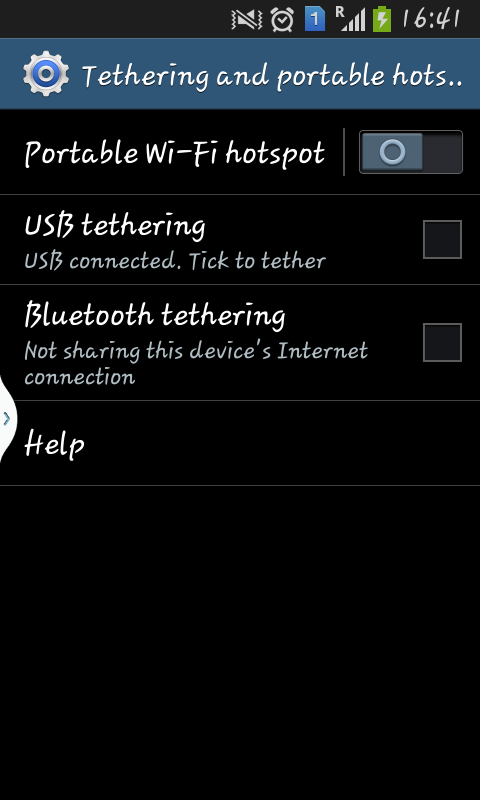 1 R 16:41
Tethering and portable hots..
Portable Wi-Fi hotspot
USB tethering
USB connected. Tick to tether
Bluetooth tethering
Not sharing this device's Internet
connection
Help